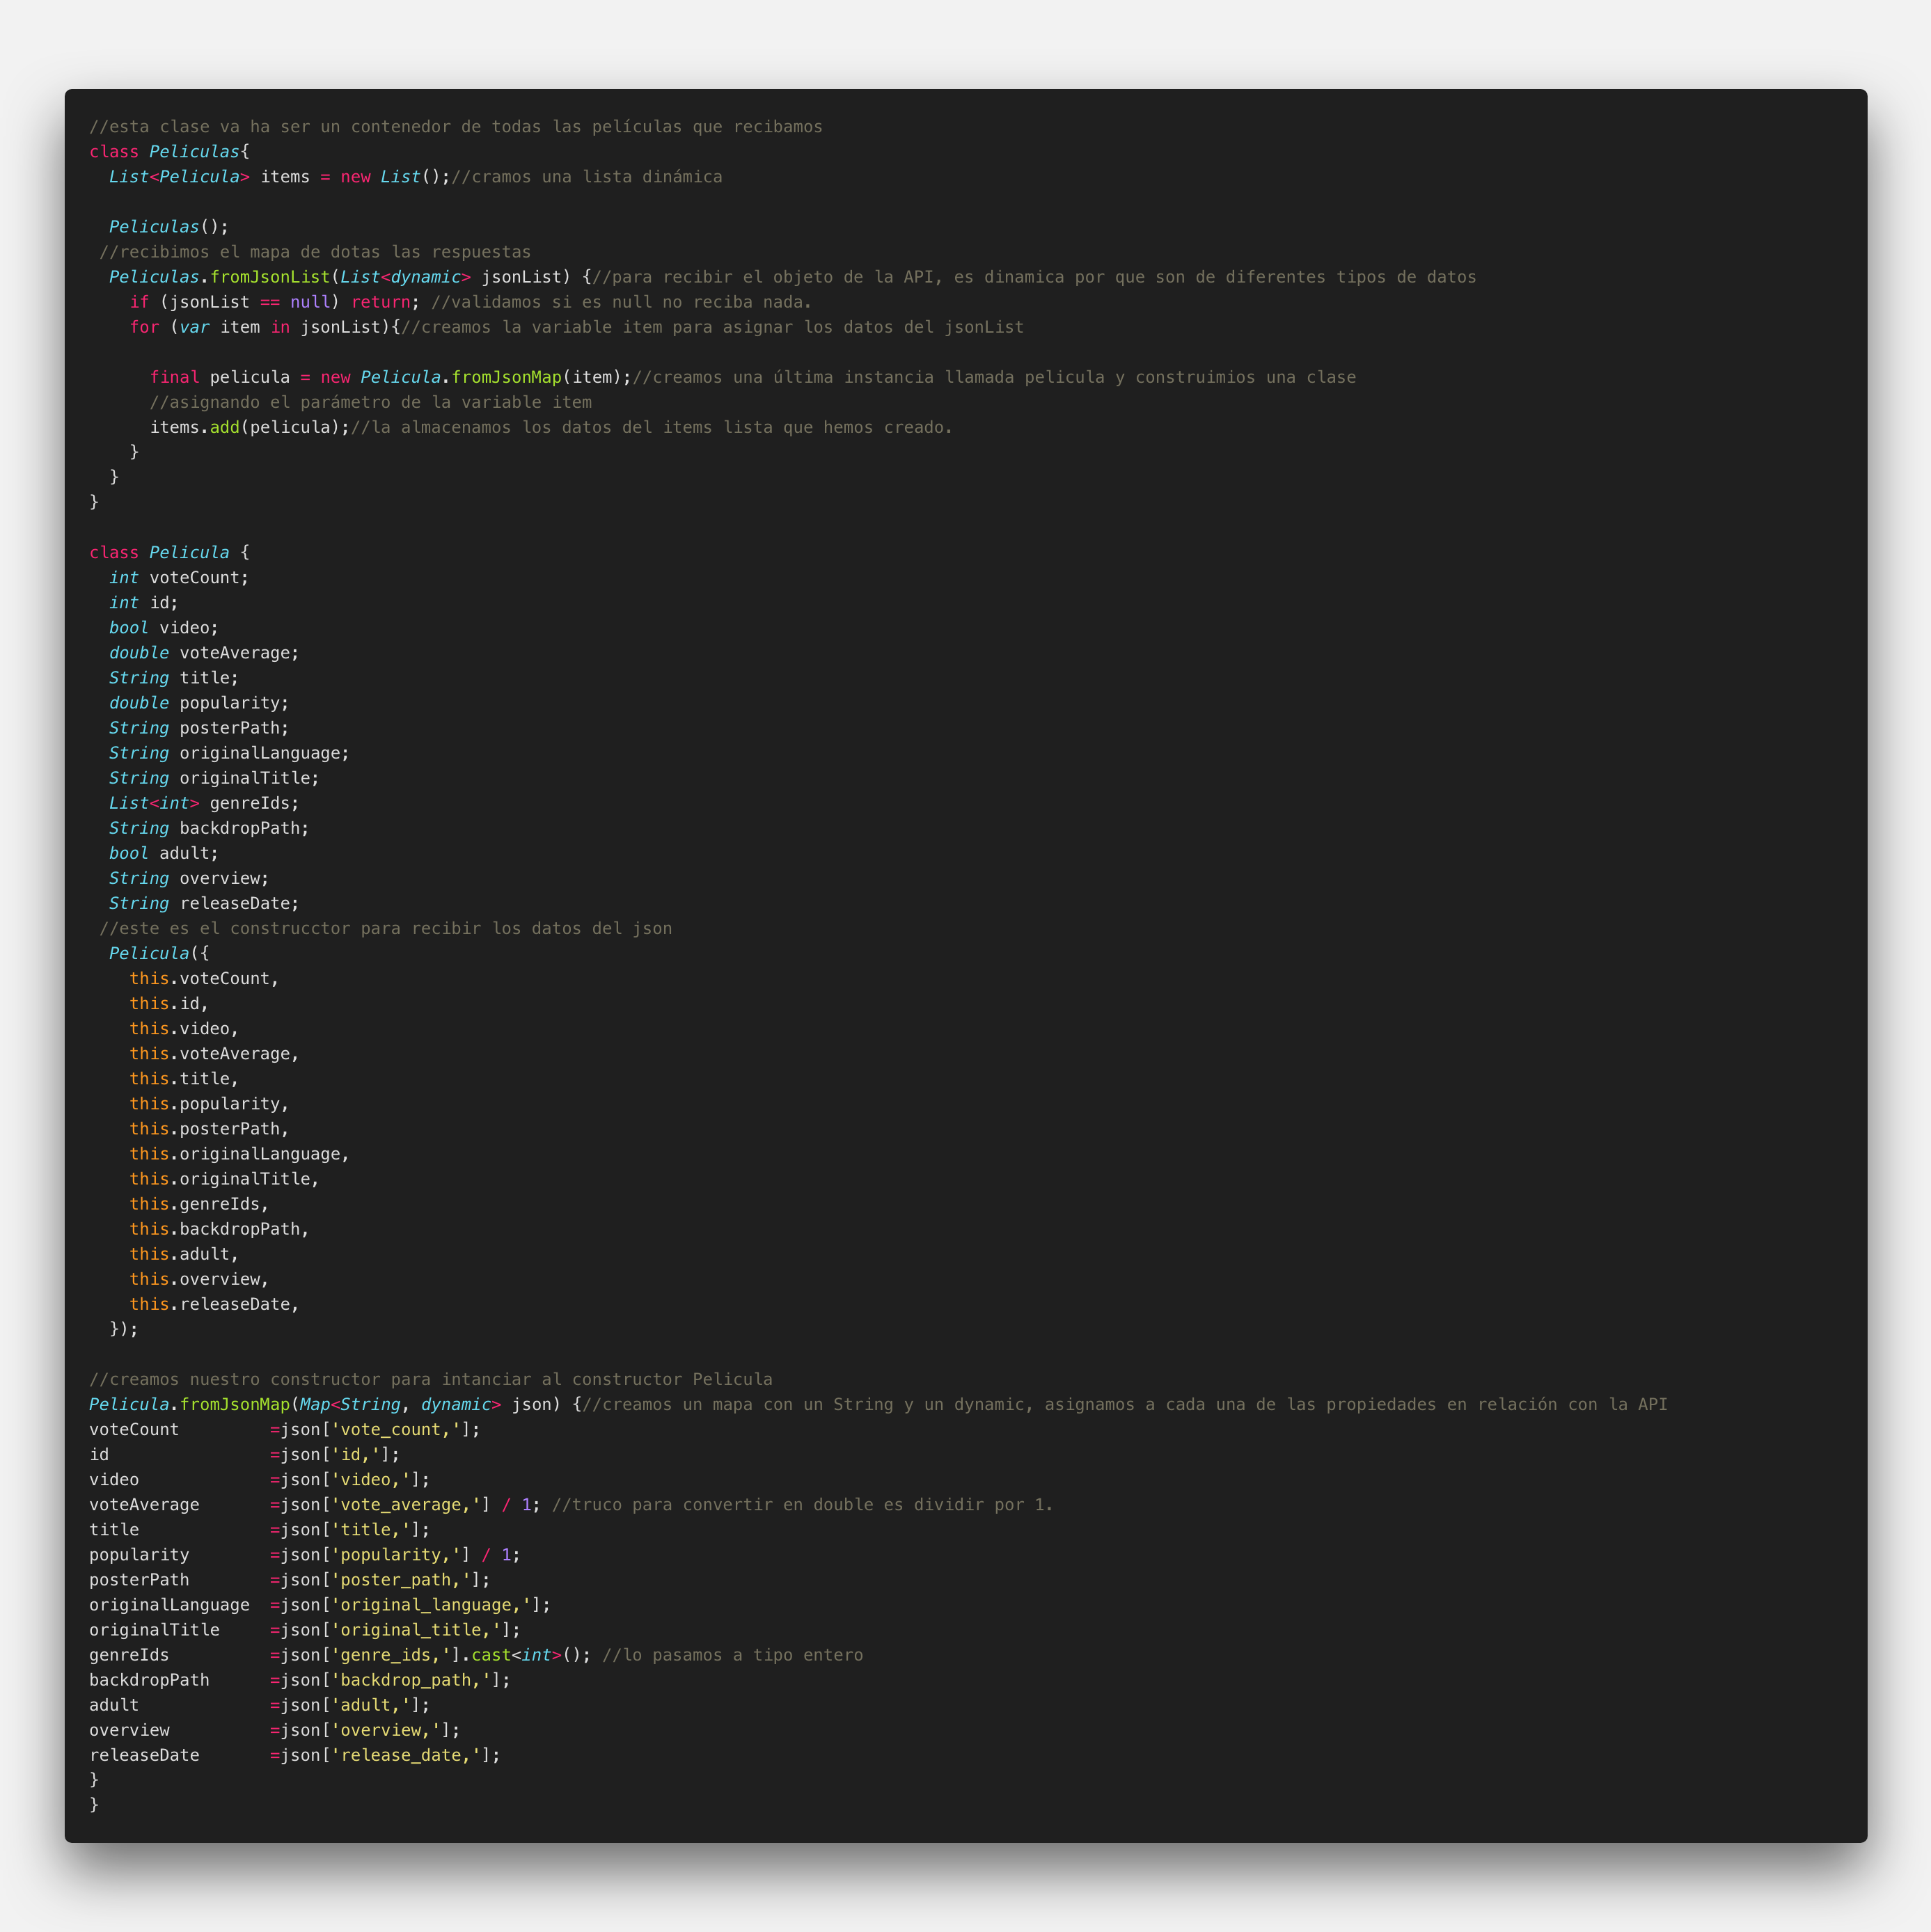 //esta clase va ha ser un contenedor de todas las películas que recibamos
class Peliculas{
  List<Pelicula> items = new List();//cramos una lista dinámica

  Peliculas();
 //recibimos el mapa de dotas las respuestas
  Peliculas.fromJsonList(List<dynamic> jsonList) {//para recibir el objeto de la API, es dinamica por que son de diferentes tipos de datos
    if (jsonList == null) return; //validamos si es null no reciba nada.
    for (var item in jsonList){//creamos la variable item para asignar los datos del jsonList

      final pelicula = new Pelicula.fromJsonMap(item);//creamos una última instancia llamada pelicula y construimios una clase
      //asignando el parámetro de la variable item
      items.add(pelicula);//la almacenamos los datos del items lista que hemos creado.
    }
  }
}

class Pelicula {
  int voteCount;
  int id;
  bool video;
  double voteAverage;
  String title;
  double popularity;
  String posterPath;
  String originalLanguage;
  String originalTitle;
  List<int> genreIds;
  String backdropPath;
  bool adult;
  String overview;
  String releaseDate;
 //este es el construcctor para recibir los datos del json
  Pelicula({
    this.voteCount,
    this.id,
    this.video,
    this.voteAverage,
    this.title,
    this.popularity,
    this.posterPath,
    this.originalLanguage,
    this.originalTitle,
    this.genreIds,
    this.backdropPath,
    this.adult,
    this.overview,
    this.releaseDate,
  });

//creamos nuestro constructor para intanciar al constructor Pelicula
Pelicula.fromJsonMap(Map<String, dynamic> json) {//creamos un mapa con un String y un dynamic, asignamos a cada una de las propiedades en relación con la API
voteCount         =json['vote_count,'];
id                =json['id,'];
video             =json['video,'];
voteAverage       =json['vote_average,'] / 1; //truco para convertir en double es dividir por 1.
title             =json['title,'];
popularity        =json['popularity,'] / 1;
posterPath        =json['poster_path,'];
originalLanguage  =json['original_language,'];
originalTitle     =json['original_title,'];
genreIds          =json['genre_ids,'].cast<int>(); //lo pasamos a tipo entero
backdropPath      =json['backdrop_path,'];
adult             =json['adult,'];
overview          =json['overview,'];
releaseDate       =json['release_date,'];
}
}